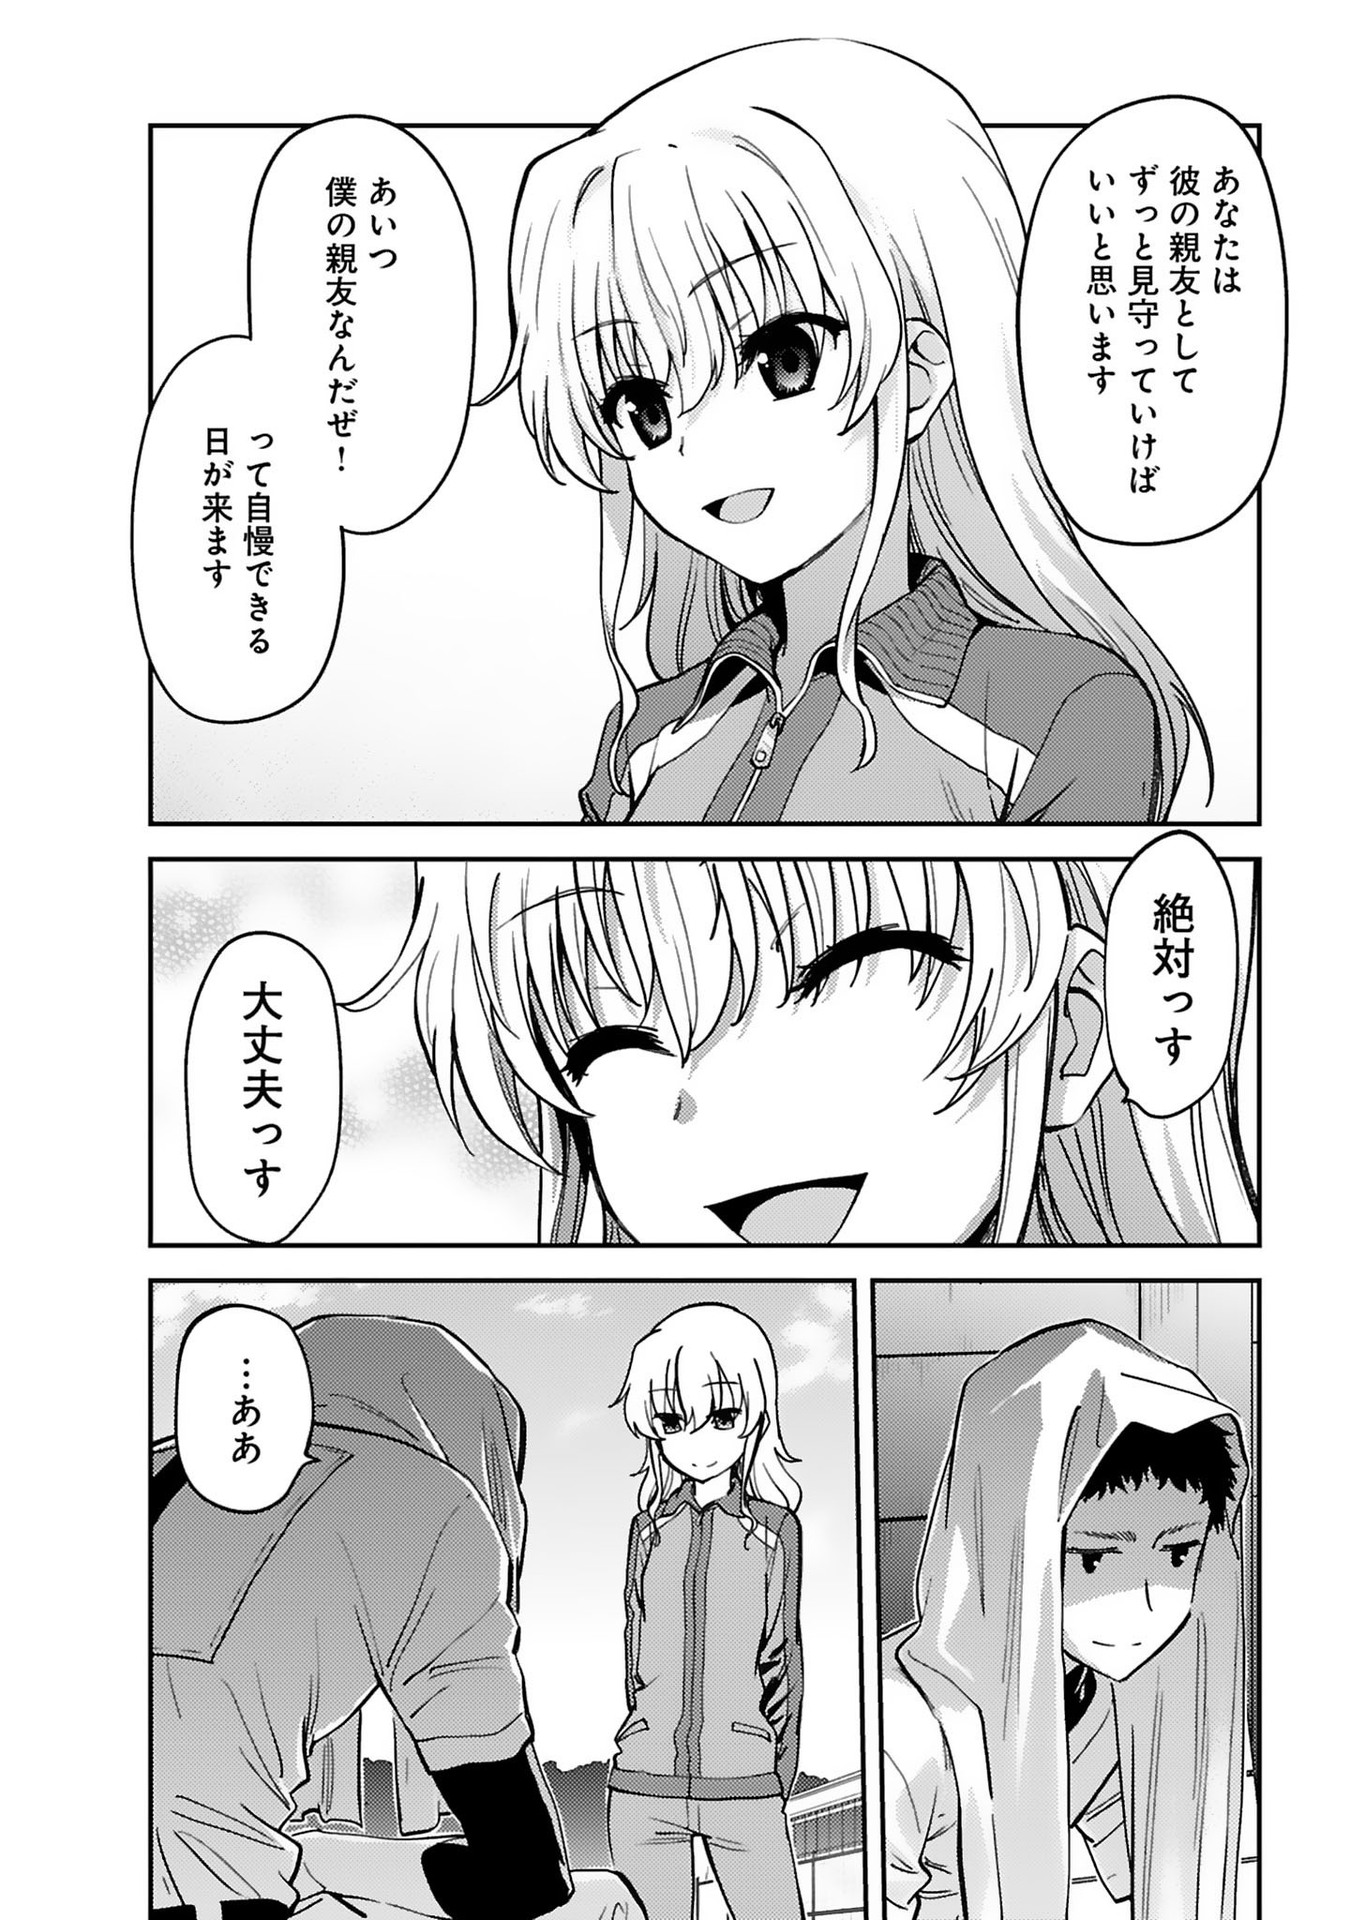 あなたは
彼の親友として
ずっと見守っていけば
いいと思います
あいつ
僕の親友なんだぜ！
って自慢できる
日が来ます
絶対っす
大丈夫っす
…ああ